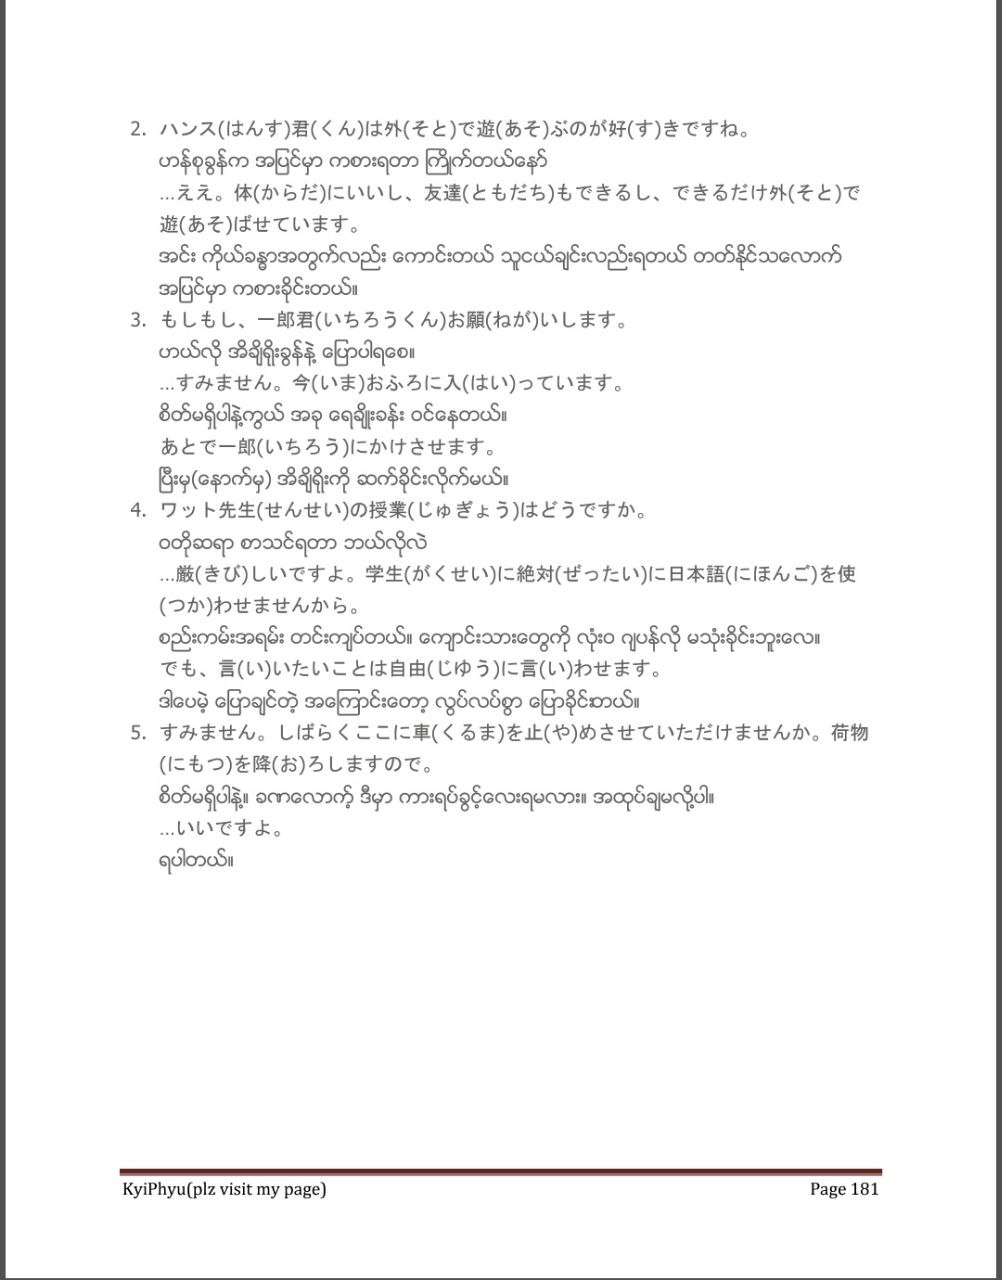 2. ハンス(はんす)君(くん)は外(そと)で遊(あそ)ぶのが好(す)きですね。
ဟန်စုခွန်က အပြင်မှာ ကစားရတာ ကြိုက်တယ်နော်
...ええ。体(からだ)にいいし、友達(ともだち)もできるし、できるだけ外(そと)で
遊(あそ)ばせています。
အင်း ကိုယ်ခန္ဓာအတွက်လည်း ကောင်းတယ် သူငယ်ချင်းလည်းရတယ် တတ်နိုင်သလောက်
အပြင်မှာ ကစားခိုင်းတယ်။
3. もしもし、一郎君(いちろうくん)お願(ねが)いします。
ဟယ်လို အိချိရိုးခွန်နဲ့ ပြောပါရစေ။
...すみません。今(いま)おふろに入(はい)っています。
စိတ်မရှိပါနဲ့ကွယ် အခု ရေချိုးခန်း ဝင်နေတယ်။
あとで一郎(いちろう)にかけさせます。
ပြီးမှ(နောက်မှ) အိချိရိုးကို ဆက်ခိုင်းလိုက်မယ်။
4. ワット先生(せんせい)の授業(じゅぎょう)はどうですか。
ဝတိုဆရာ စာသင်ရတာ ဘယ်လိုလဲ
...厳(きび)しいですよ。学生(がくせい)に絶対(ぜったい)に日本語(にほんご)を使
(つか)わせませんから。
စည်းကမ်းအရမ်း တင်းကျပ်တယ်။ ကျောင်းသားတွေကို လုံးဝ ဂျပန်လို မသုံးခိုင်းဘူးလေ။
でも、言(い)いたいことは自由(じゆう)に言(い)わせます。
ဒါပေမဲ့ ပြောချင်တဲ့ အကြောင်းတော့ လွပ်လပ်စွာ ပြောခိုင်းတယ်။
5. すみません。しばらくここに車(くるま)を止(や)めさせていただけませんか。荷物
(にもつ)を降(お)ろしますので。
စိတ်မရှိပါနဲ့။ ခဏလောက့် ဒီမှာ ကားရပ်ခွင့်လေးရမလား။ အထုပ်ချမလို့ပါ။
...いいですよ。
ရပါတယ်။
KyiPhyu(plz visit my page)
Page 181